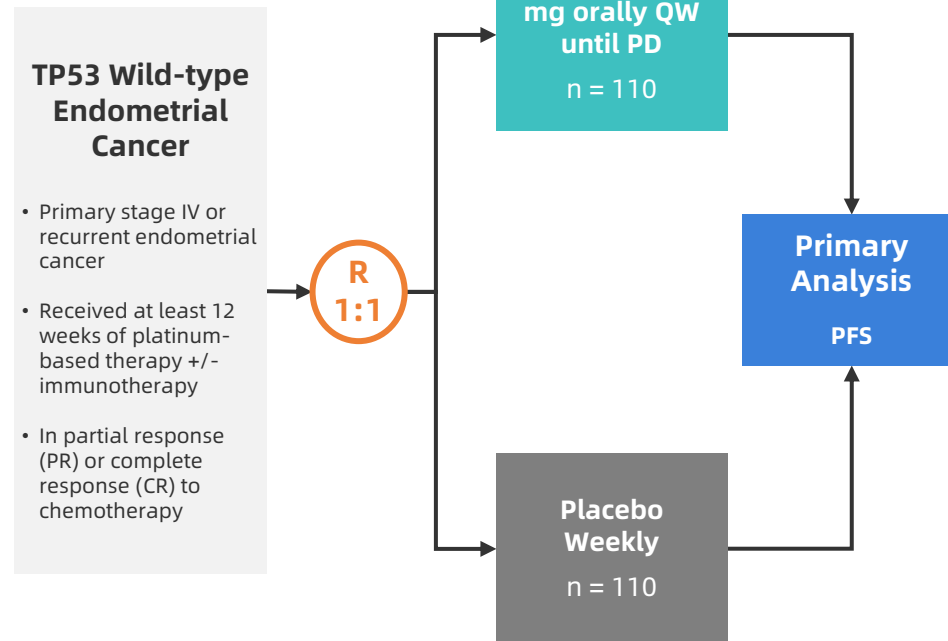 TP53 Wild-type
Endometrial
Cancer
• Primary stage IV or
recurrent endometrial
cancer
• Received at least 12
weeks of platinum-
based therapy +/-
immunotherapy
• In partial response
(PR) or complete
response (CR) to
chemotherapy
R
1:1
mg orally QW
until PD
n = 110
Placebo
Weekly
n = 110
Primary
Analysis
PFS